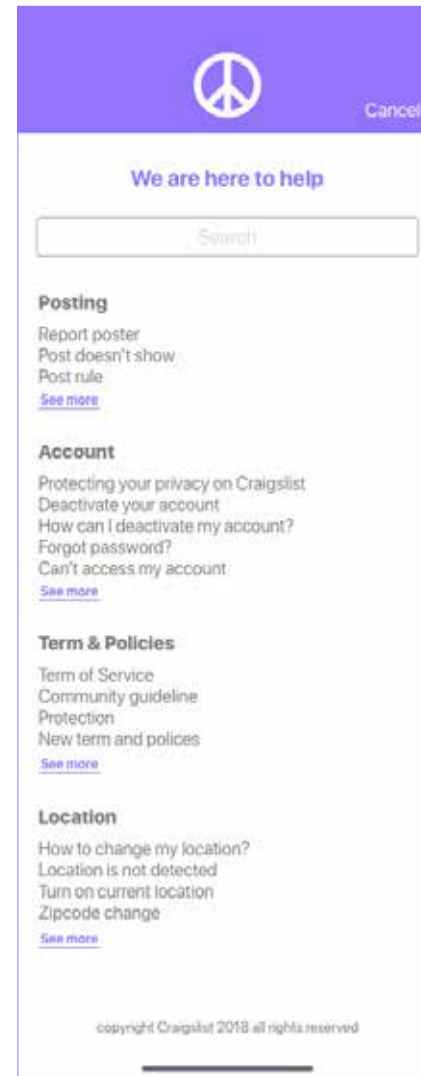 Cancel
We are here to help
Search
Posting
Report poster
Post doesn't show
Post rule
See more
Account
Protecting your privacy on Craigslist
Deactivate your account
How can I deactivate my account?
Forgot password?
Can't access my account
See more
Term & Policies
Term of Service
Community guideline
Protection
New term and polices
See more
Location
How to change my location?
Location is not detected
Turn on current location
Zipcode change
See more
copyright Craigslist 2018 all rights reserved